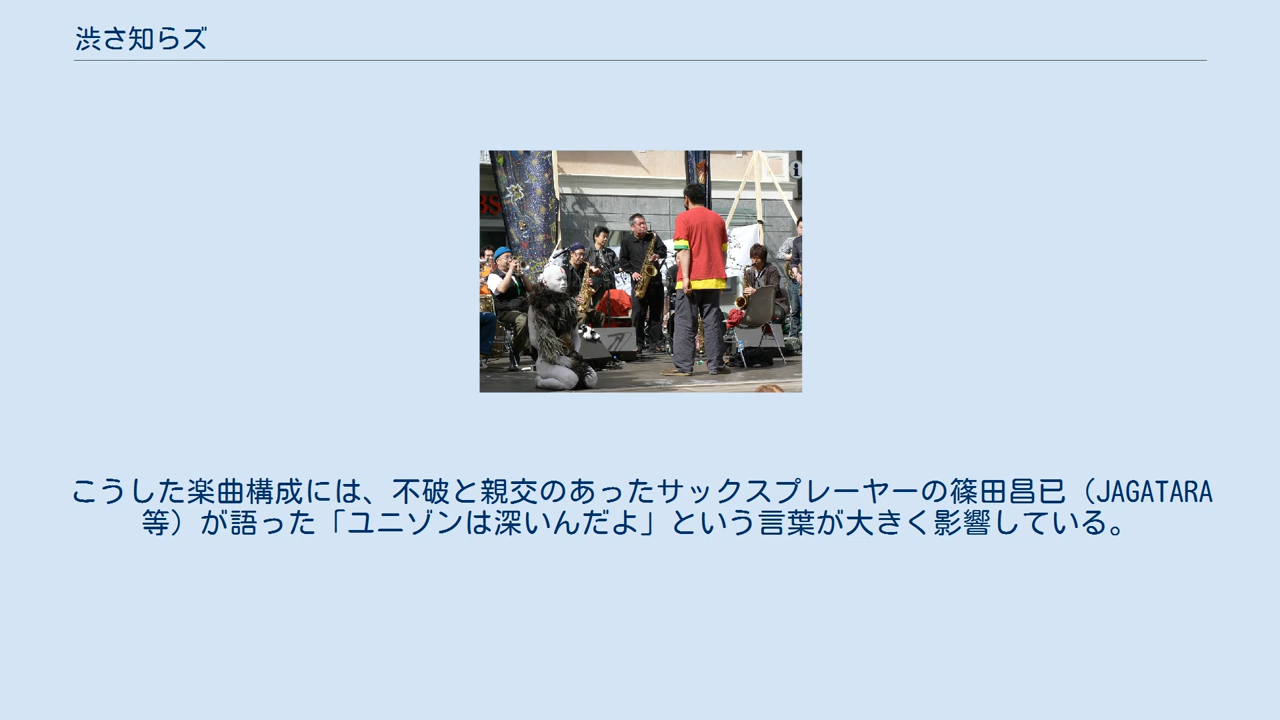 渋さ知らズ
BS
i
こうした楽曲構成には、不破と親交のあったサックスプレーヤーの篠田昌已（JAGATARA
等）が語った「ユニゾンは深いんだよ」という言葉が大きく影響している。